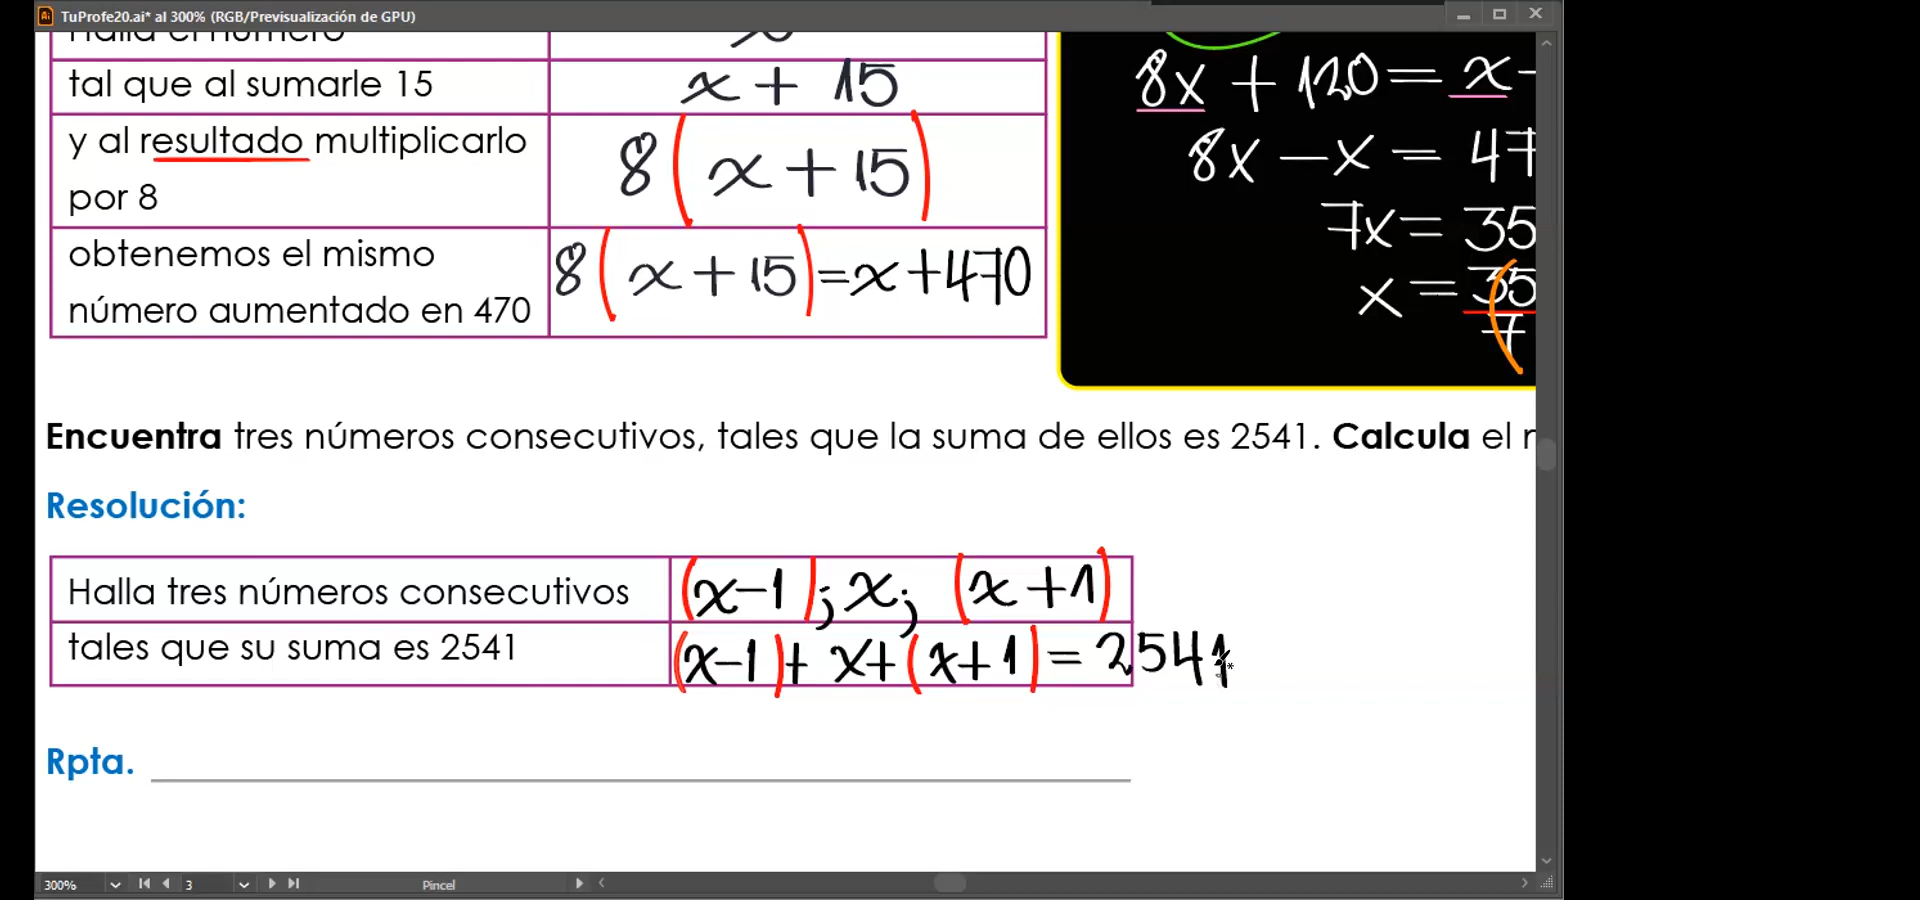 TuProfe20.ai* al 300% (RGB/Previsualización de GPU)
Halla el número
x
tal que al sumarle 15
x + 15
y al resultado multiplicarlo
por 8
8(x+15)
obtenemos el mismo
número aumentado en 470
8(x+15)=x+470
8x + 120 = x
8x - x = 47
7x = 35
x = 35
7
Encuentra tres números consecutivos, tales que la suma de ellos es 2541. Calcula el
Resolución:
Halla tres números consecutivos
(x-1); x; (x+1)
tales que su suma es 2541
(x-1)+ x+(x+1) = 2541
Rpta.
300%
3
Pincel